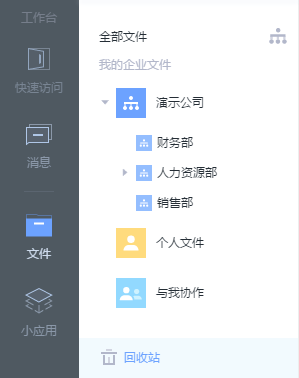 工作台
快速访问
消息
文件
小应用
全部文件
我的企业文件
演示公司
财务部
人力资源部
销售部
个人文件
与我协作
回收站